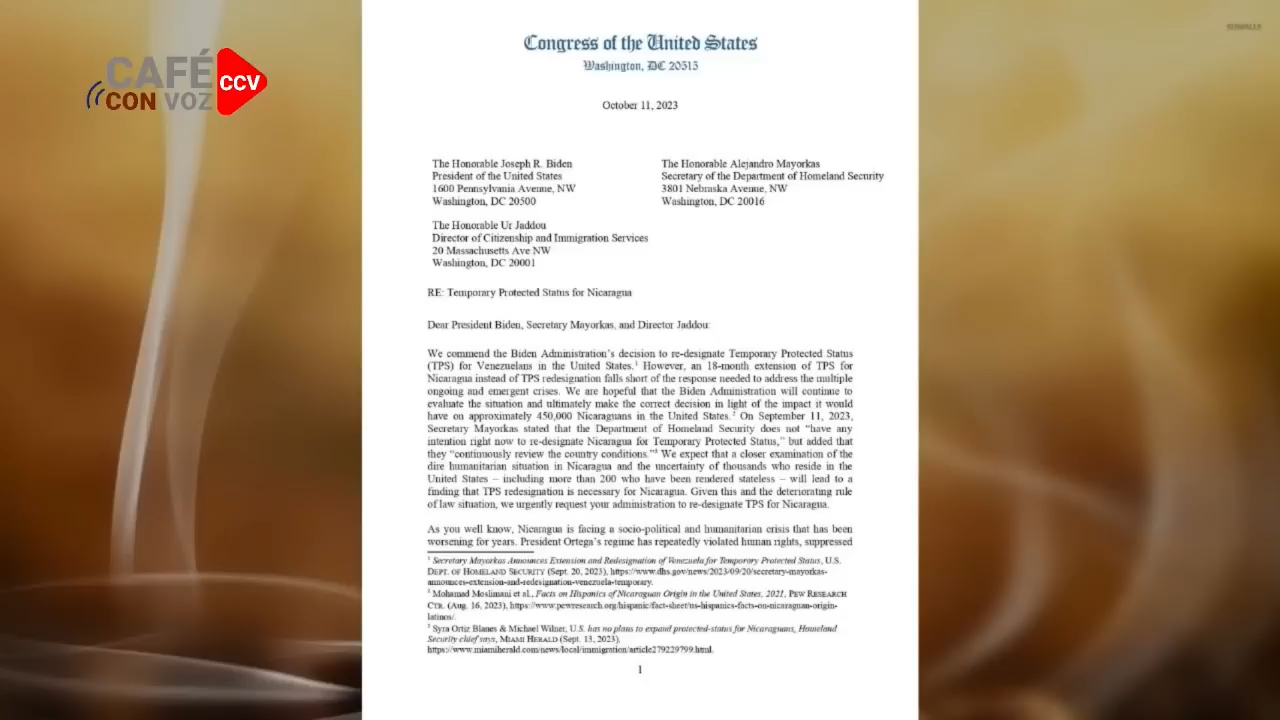 CAFÉ
CON VOZ
CCV
Congress of the United States
Washington, DC 20515
October 11, 2023
The Honorable Joseph R. Biden
President of the United States
1600 Pennsylvania Avenue, NW
Washington, DC 20500
The Honorable Alejandro Mayorkas
Secretary of the Department of Homeland Security
3801 Nebraska Avenue, NW
Washington, DC 20016
The Honorable Ur Jaddou
Director of Citizenship and Immigration Services
20 Massachusetts Ave NW
Washington, DC 20001
RE: Temporary Protected Status for Nicaragua
Dear President Biden, Secretary Mayorkas, and Director Jaddou:
We commend the Biden Administration's decision to re-designate Temporary Protected Status
(TPS) for Venezuelans in the United States.¹ However, an 18-month extension of TPS for
Nicaragua instead of TPS redesignation falls short of the response needed to address the multiple
ongoing and emergent crises. We are hopeful that the Biden Administration will continue to
evaluate the situation and ultimately make the correct decision in light of the impact it would
have on approximately 450,000 Nicaraguans in the United States.² On September 11, 2023,
Secretary Mayorkas stated that the Department of Homeland Security does not "have any
intention right now to re-designate Nicaragua for Temporary Protected Status," but added that
they "continuously review the country conditions."³ We expect that a closer examination of the
dire humanitarian situation in Nicaragua and the uncertainty of thousands who reside in the
United States – including more than 200 who have been rendered stateless – will lead to a
finding that TPS redesignation is necessary for Nicaragua. Given this and the deteriorating rule
of law situation, we urgently request your administration to re-designate TPS for Nicaragua.
As you well know, Nicaragua is facing a socio-political and humanitarian crisis that has been
worsening for years. President Ortega's regime has repeatedly violated human rights, suppressed
¹ Secretary Mayorkas Announces Extension and Redesignation of Venezuela for Temporary Protected Status, U.S.
DEPT. OF HOMELAND SECURITY (Sept. 20, 2023), https://www.dhs.gov/news/2023/09/20/secretary-mayorkas-
announces-extension-and-redesignation-venezuela-temporary.
² Mohamad Moslimani et al., Facts on Hispanics of Nicaraguan Origin in the United States, 2021, PEW RESEARCH
CTR. (Aug. 16, 2023), https://www.pewresearch.org/hispanic/fact-sheet/us-hispanics-facts-on-nicaraguan-origin-
latinos/.
³ Syra Ortiz Blanes & Michael Wilner, U.S. has no plans to expand protected-status for Nicaraguans, Homeland
Security chief says, MIAMI HERALD (Sept. 13, 2023),
https://www.miamiherald.com/news/local/immigration/article279229799.html.
1